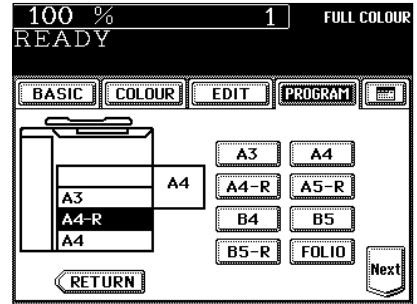 100 % 1 FULL COLOUR
READY
BASIC COLOUR EDIT PROGRAM
A4
A3
A4-R
A4
A3 A4
A4-R A5-R
B4 B5
B5-R FOLIO
RETURN
Next